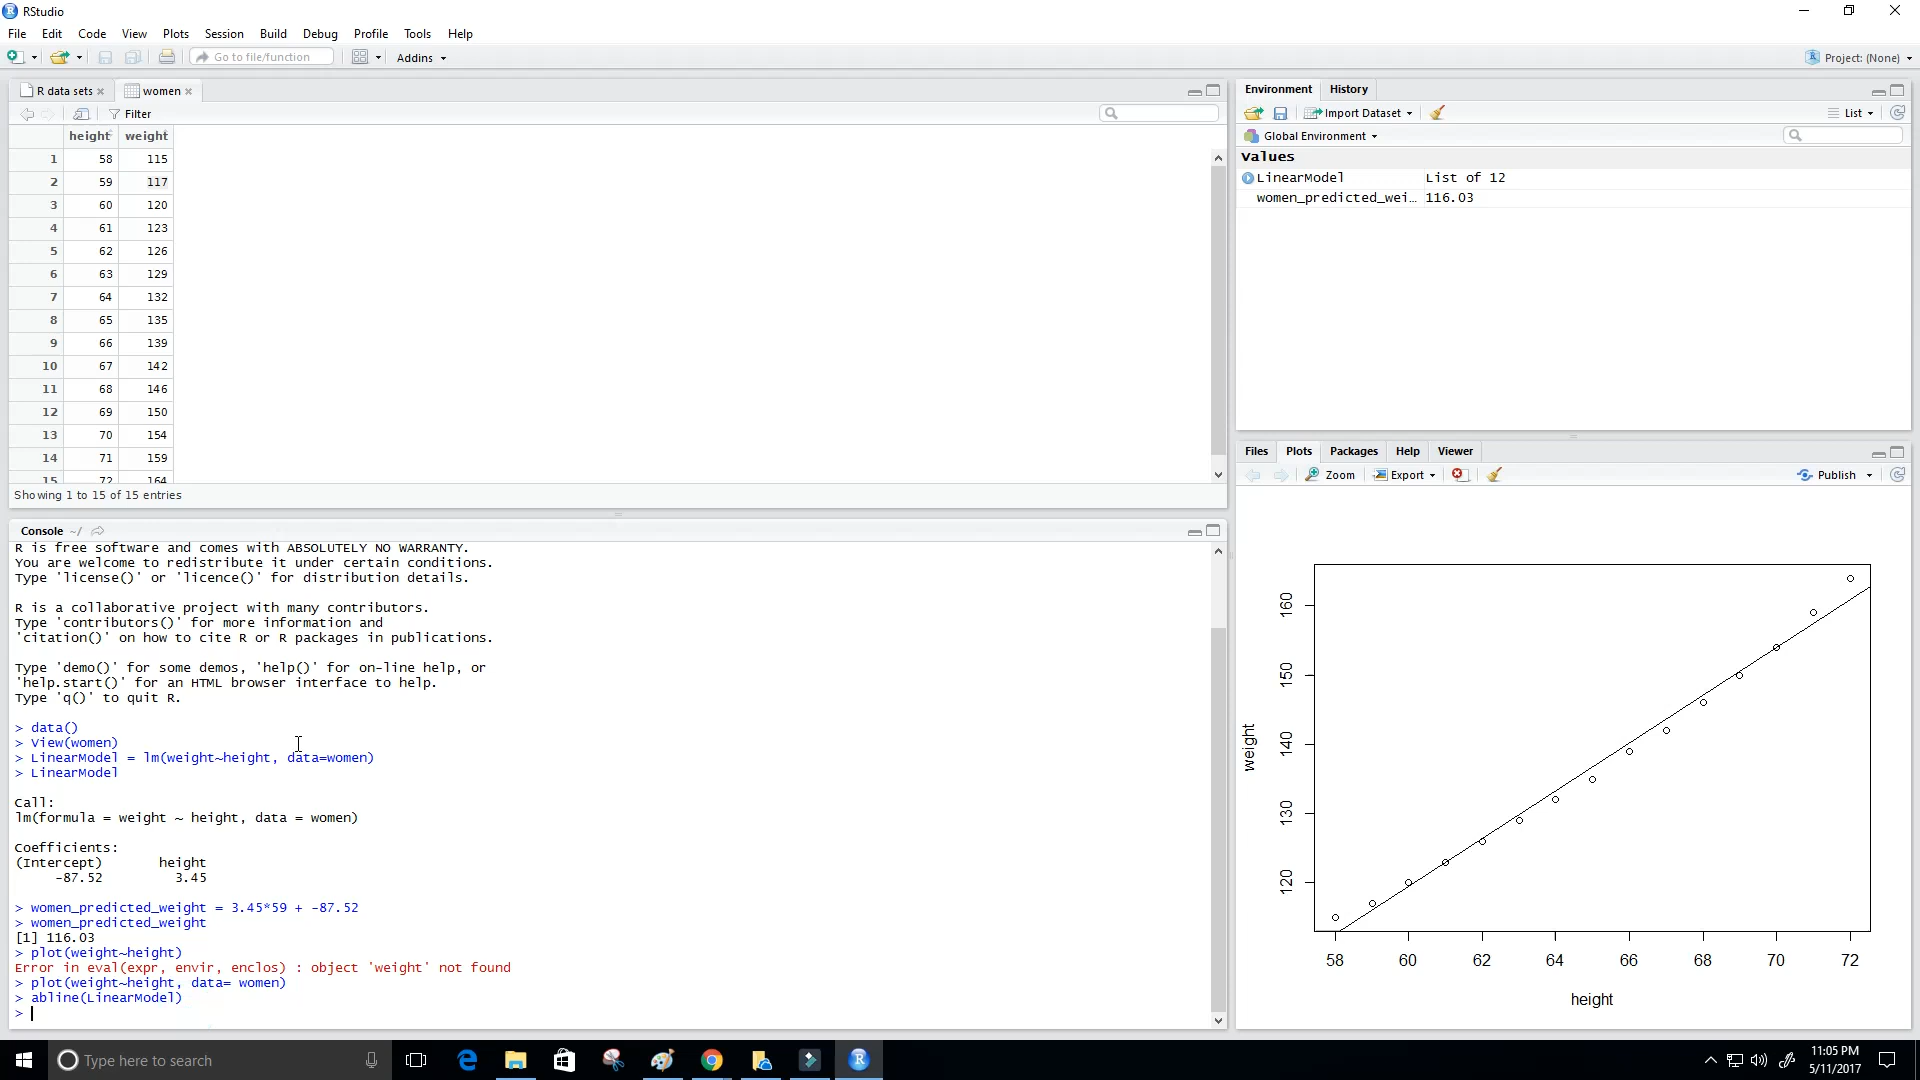 RStudio
File Edit Code View Plots Session Build Debug Profile Tools Help
Go to file/function Addins Project: (None)
R data sets women
Filter
height weight
1 58 115
2 59 117
3 60 120
4 61 123
5 62 126
6 63 129
7 64 132
8 65 135
9 66 139
10 67 142
11 68 146
12 69 150
13 70 154
14 71 159
15 72 164
Showing 1 to 15 of 15 entries
Console ~/
R is free software and comes with ABSOLUTELY NO WARRANTY.
You are welcome to redistribute it under certain conditions.
Type 'license()' or 'licence()' for distribution details.
R is a collaborative project with many contributors.
Type 'contributors()' for more information and
'citation()' on how to cite R or R packages in publications.
Type 'demo()' for some demos, 'help()' for on-line help, or
'help.start()' for an HTML browser interface to help.
Type 'q()' to quit R.
> data()
> View(women)
> LinearModel = lm(weight~height, data=women)
> LinearModel
Call:
lm(formula = weight ~ height, data = women)
Coefficients:
(Intercept) height
-87.52 3.45
> women_predicted_weight = 3.45*59 + -87.52
> women_predicted_weight
[1] 116.03
> plot(weight~height)
Error in eval(expr, envir, enclos) : object 'weight' not found
> plot(weight~height, data= women)
> abline(LinearModel)
>
Environment History
Import Dataset List
Global Environment
Values
LinearModel List of 12
women_predicted_wei… 116.03
Files Plots Packages Help Viewer
Zoom Export Publish
160
150
140
130
120
weight
58 60 62 64 66 68 70 72
height
Type here to search
11:05 PM
5/11/2017